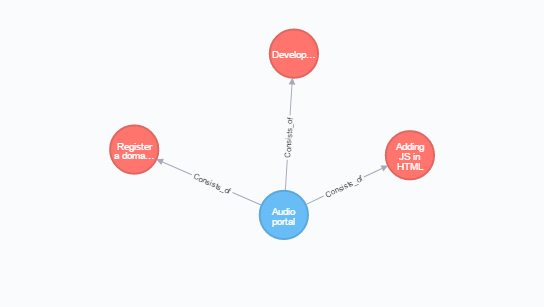 Develop...
Consists_of
Register
a doma...
Adding
JS in
HTML
Consists_of
Consists_of
Audio
portal